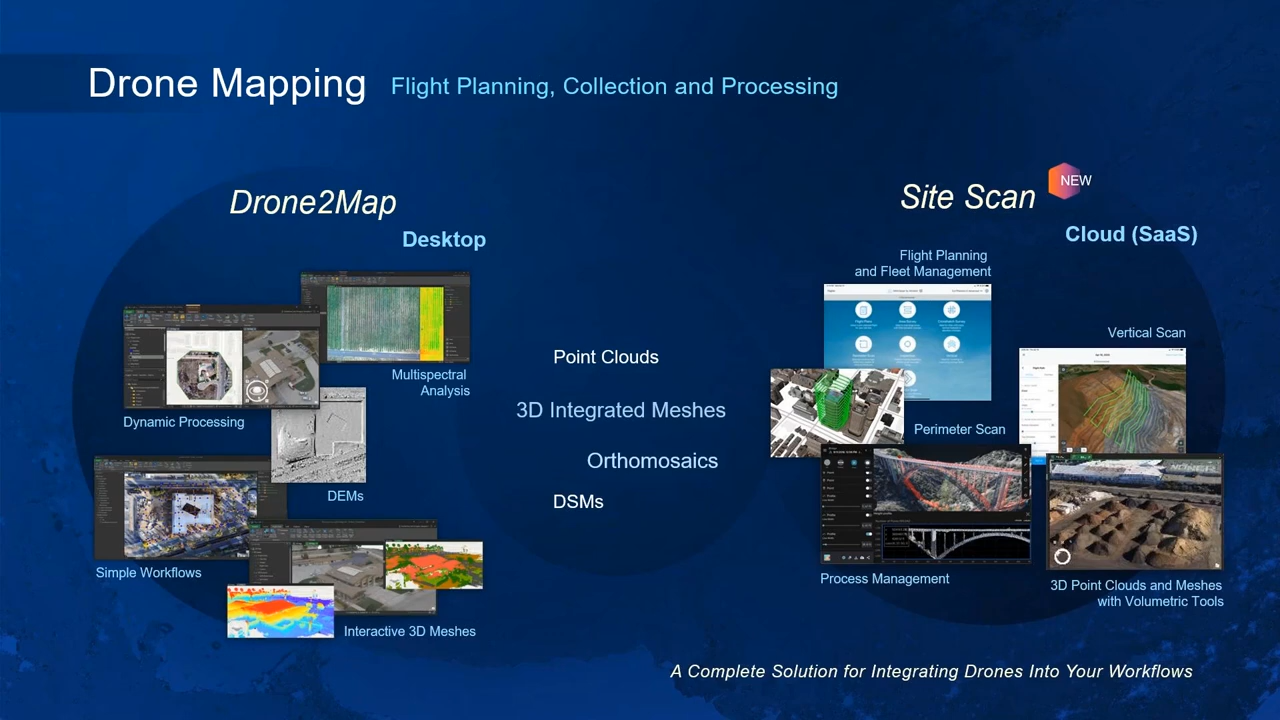 Drone Mapping
Flight Planning, Collection and Processing
Drone2Map
Desktop
Multispectral
Analysis
Dynamic Processing
DEMs
Simple Workflows
Interactive 3D Meshes
Point Clouds
3D Integrated Meshes
Orthomosaics
DSMs
Site Scan
NEW
Cloud (SaaS)
Flight Planning
and Fleet Management
Vertical Scan
Perimeter Scan
Process Management
3D Point Clouds and Meshes
with Volumetric Tools
A Complete Solution for Integrating Drones Into Your Workflows